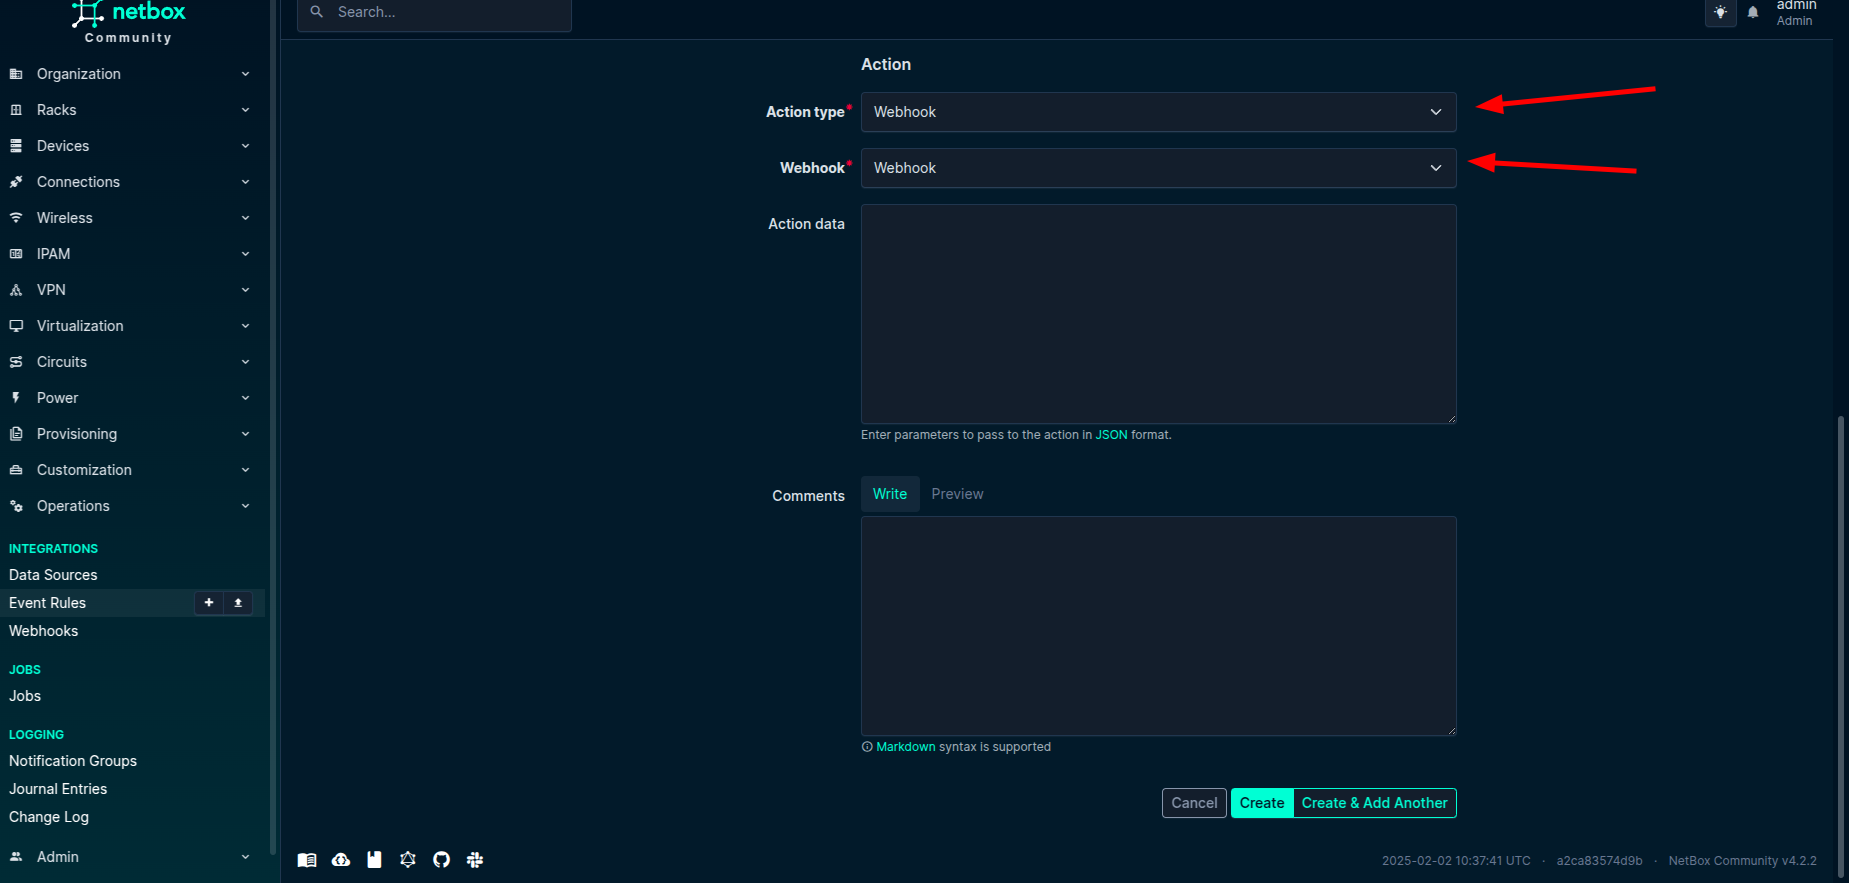 netbox
Community
Search...
admin
Admin
Organization
Racks
Devices
Connections
Wireless
IPAM
VPN
Virtualization
Circuits
Power
Provisioning
Customization
Operations
INTEGRATIONS
Data Sources
Event Rules
Webhooks
JOBS
Jobs
LOGGING
Notification Groups
Journal Entries
Change Log
Admin
Action
Action type* Webhook
Webhook* Webhook
Action data
Enter parameters to pass to the action in JSON format.
Comments Write Preview
Markdown syntax is supported
Cancel Create Create & Add Another
2025-02-02 10:37:41 UTC · a2ca83574d9b · NetBox Community v4.2.2